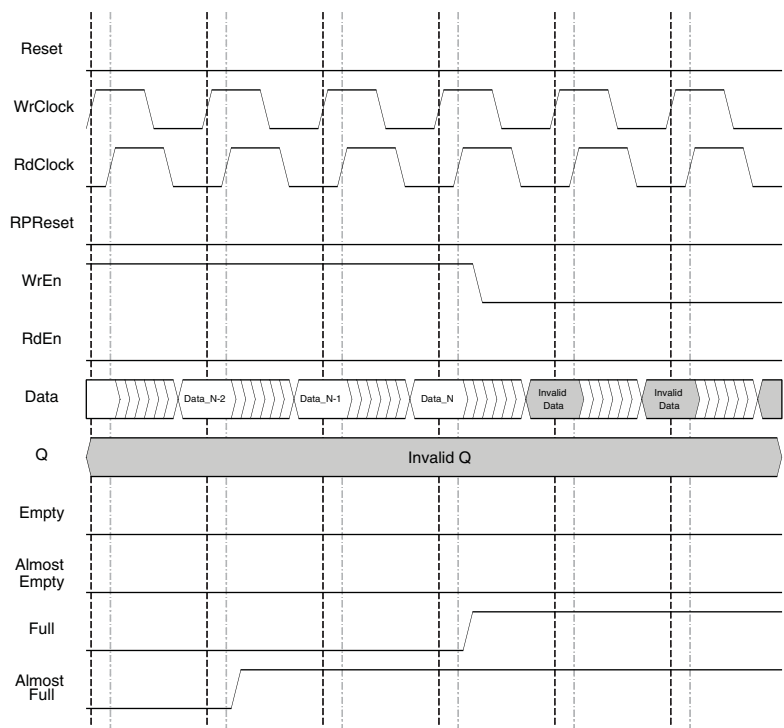 Reset
WrClock
RdClock
RPReset
WrEn
RdEn
Data
Data_N-2
Data_N-1
Data_N
Invalid
Data
Invalid
Data
Q
Invalid Q
Empty
Almost
Empty
Full
Almost
Full